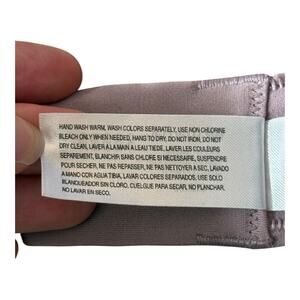 HAND WASH WARM, WASH COLORS SEPARATELY, USE NON CHLORINE
BLEACH ONLY WHEN NEEDED, HANG TO DRY. DO NOT IRON, DO NOT
DRY CLEAN, LAVER À LA MAIN A L'EAU TIEDE, LAVER LES COULEURS
SEPAREMENT, BLANCHIR SANS CHLORE SI NECESSAIRE, SUSPENDRE
POUR SECHER, NE PAS REPASSER, NE PAS NETTOYER A SEC, LAVADO
A MANO CON AGUA TIBIA, LAVAR COLORES SEPARADOS, USE SOLO
BLANQUEADOR SIN CLORO, CUELGUE PARA SECAR, NO PLANCHAR,
NO LAVAR EN SECO.